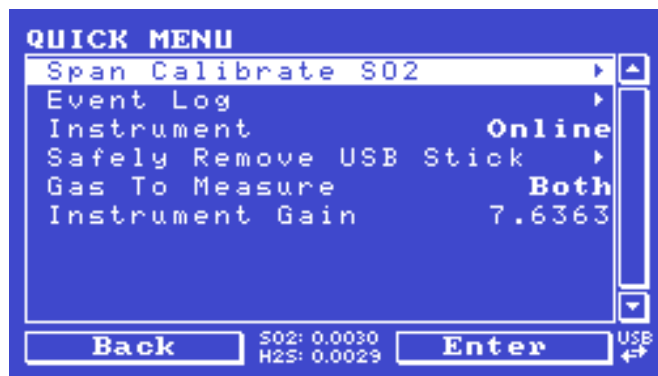 QUICK MENU
Span Calibrate SO2
Event Log
Instrument Online
Safely Remove USB Stick
Gas To Measure Both
Instrument Gain 7.6363
Back SO2: 0.0030 Enter USB
H2S: 0.0029